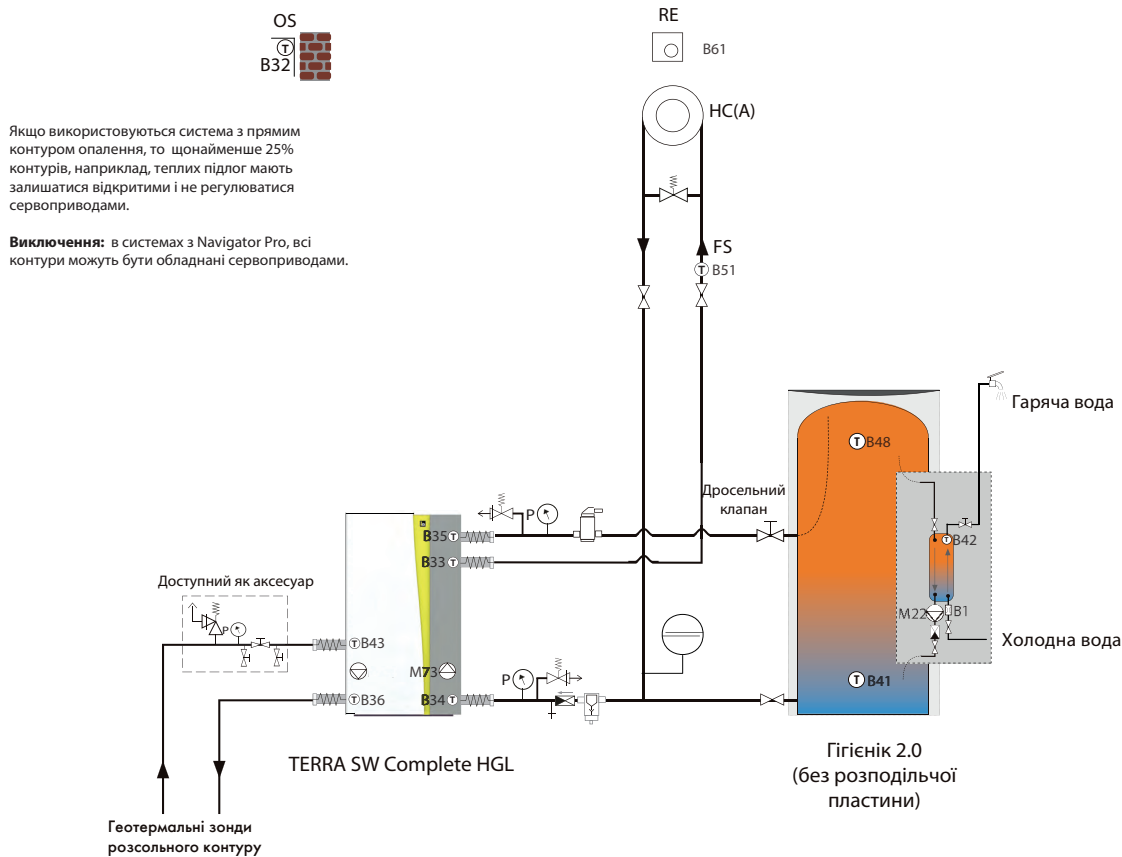 OS
T
B32
RE
B61
HC(A)
Якщо використовуються система з прямим
контуром опалення, то щонайменше 25%
контурів, наприклад, теплих підлог мають
залишатися відкритими і не регулюватися
сервоприводами.
Виключення: в системах з Navigator Pro, всі
контури можуть бути обладнані сервоприводами.
FS
T B51
Гаряча вода
T B48
Дросельний
клапан
P
B35 T
B33 T
T B42
Доступний як аксесуар
P
T B43
M22
B1
Холодна вода
M73
P
T B41
T B36
B34 T
TERRA SW Complete HGL
Гігієнік 2.0
(без розподільчої
пластини)
Геотермальні зонди
розсольного контуру